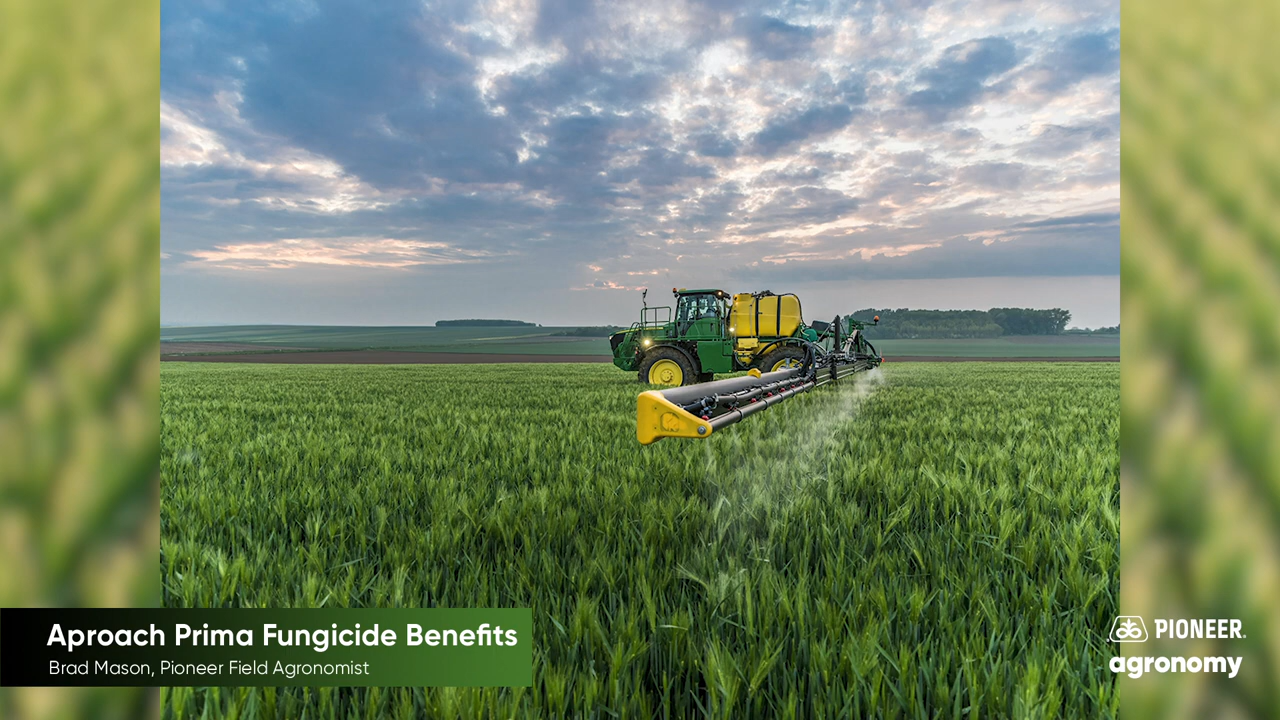 Aproach Prima Fungicide Benefits
Brad Mason, Pioneer Field Agronomist
PIONEER.
agronomy